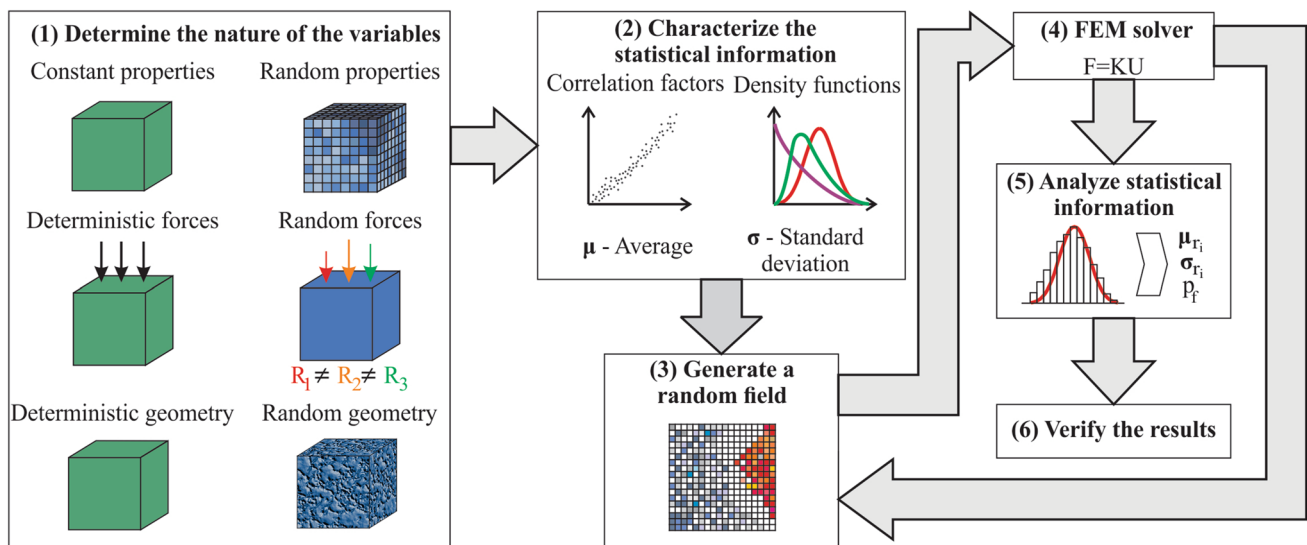 (1) Determine the nature of the variables
Constant properties
Random properties
Deterministic forces
Random forces
R1 ≠ R2 ≠ R3
Deterministic geometry
Random geometry
(2) Characterize the
statistical information
Correlation factors
Density functions
μ - Average
σ - Standard
deviation
(3) Generate a
random field
(4) FEM solver
F=KU
(5) Analyze statistical
information
μri
σri
pf
(6) Verify the results